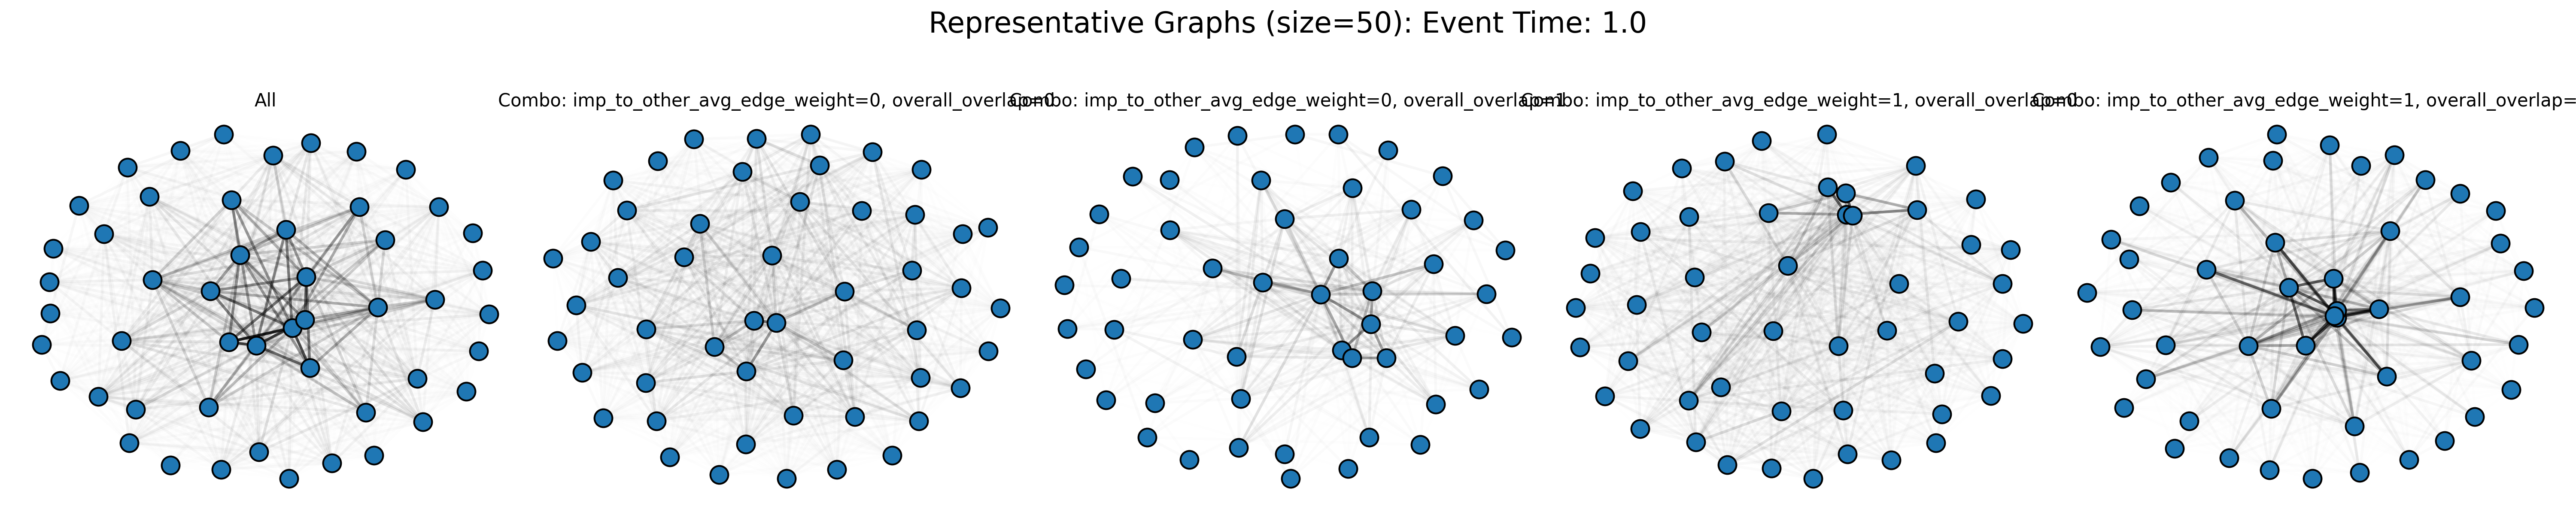 Representative Graphs (size=50): Event Time: 1.0
All
Combo: imp_to_other_avg_edge_weight=0, overall_overlap=0
Combo: imp_to_other_avg_edge_weight=0, overall_overlap=1
Combo: imp_to_other_avg_edge_weight=1, overall_overlap=0
Combo: imp_to_other_avg_edge_weight=1, overall_overlap=